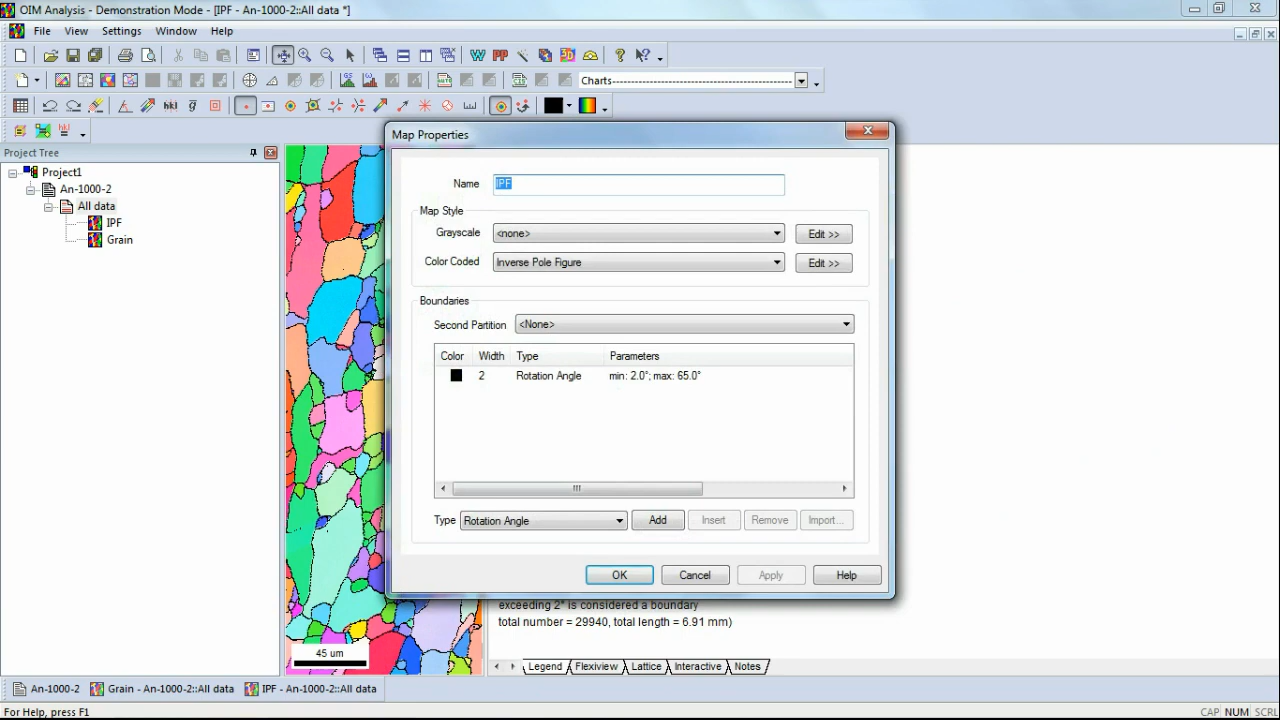 OIM Analysis - Demonstration Mode - [IPF - An-1000-2::All data *]
File View Settings Window Help
Charts
Project Tree
Project1
An-1000-2
All data
IPF
Grain
Map Properties
Name IPF
Map Style
Grayscale <none> Edit >>
Color Coded Inverse Pole Figure Edit >>
Boundaries
Second Partition <None>
Color Width Type Parameters
2 Rotation Angle min: 2.0°; max: 65.0°
Type Rotation Angle Add Insert Remove Import...
OK Cancel Apply Help
exceeding 2° is considered a boundary
total number = 29940, total length = 6.91 mm)
45 um
Legend Flexiview Lattice Interactive Notes
An-1000-2 Grain - An-1000-2::All data IPF - An-1000-2::All data
For Help, press F1 CAP NUM SCRL